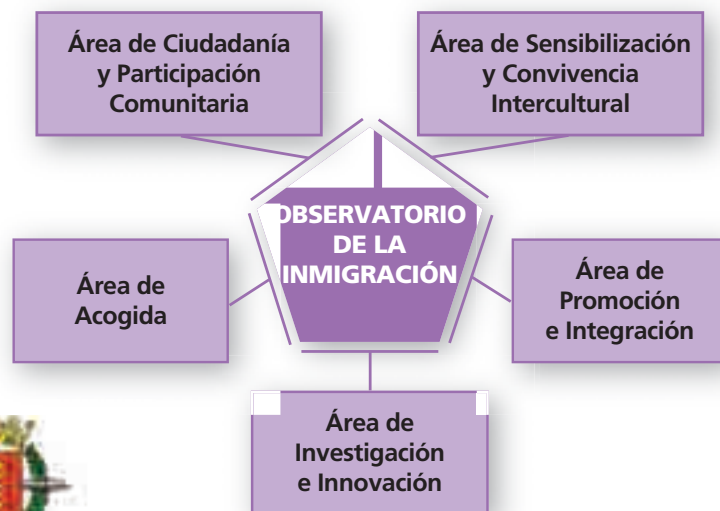 Área de Ciudadanía
y Participación
Comunitaria
Área de Sensibilización
y Convivencia
Intercultural
OBSERVATORIO
DE LA
INMIGRACIÓN
Área de
Acogida
Área de
Promoción
e Integración
Área de
Investigación
e Innovación